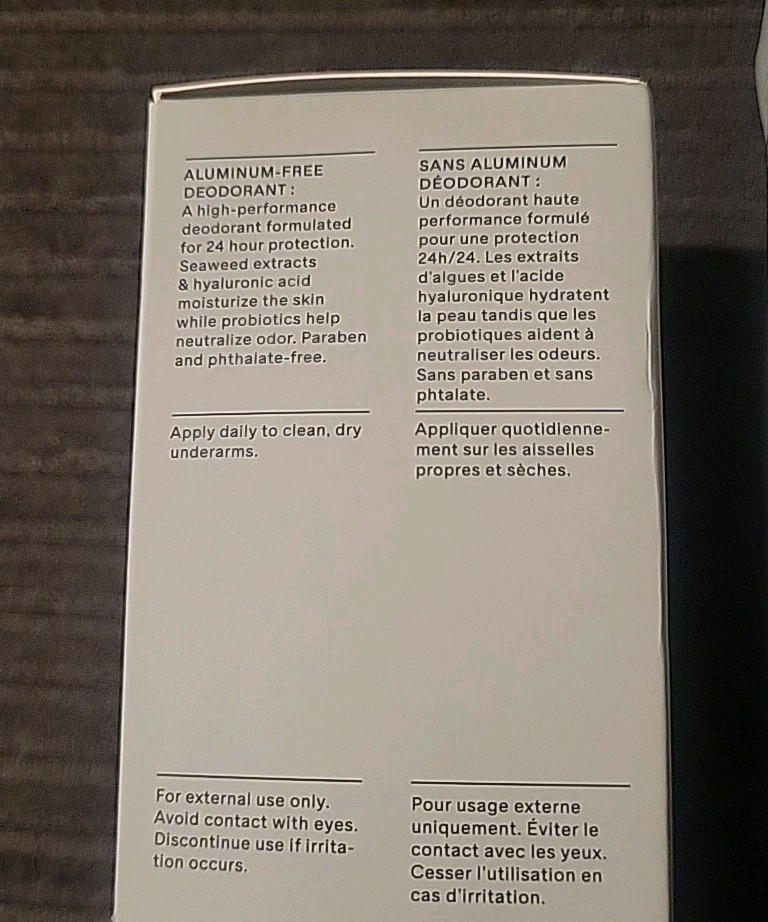 ALUMINUM-FREE
DEODORANT:
A high-performance
deodorant formulated
for 24 hour protection.
Seaweed extracts
& hyaluronic acid
moisturize the skin
while probiotics help
neutralize odor. Paraben
and phthalate-free.
Apply daily to clean, dry
underarms.
For external use only.
Avoid contact with eyes.
Discontinue use if irrita-
tion occurs.
SANS ALUMINUM
DÉODORANT :
Un déodorant haute
performance formulé
pour une protection
24h/24. Les extraits
d'algues et l'acide
hyaluronique hydratent
la peau tandis que les
probiotiques aident à
neutraliser les odeurs.
Sans paraben et sans
phtalate.
Appliquer quotidienne-
ment sur les aisselles
propres et sèches.
Pour usage externe
uniquement. Éviter le
contact avec les yeux.
Cesser l'utilisation en
cas d'irritation.